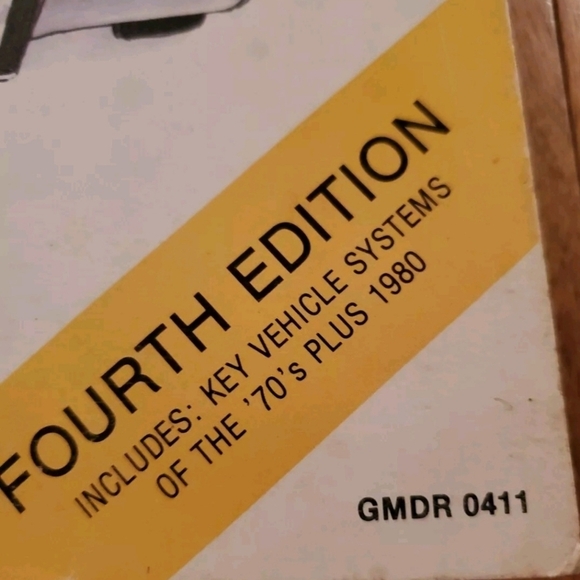 FOURTH EDITION
INCLUDES: KEY VEHICLE SYSTEMS
OF THE '70's PLUS 1980
GMDR 0411